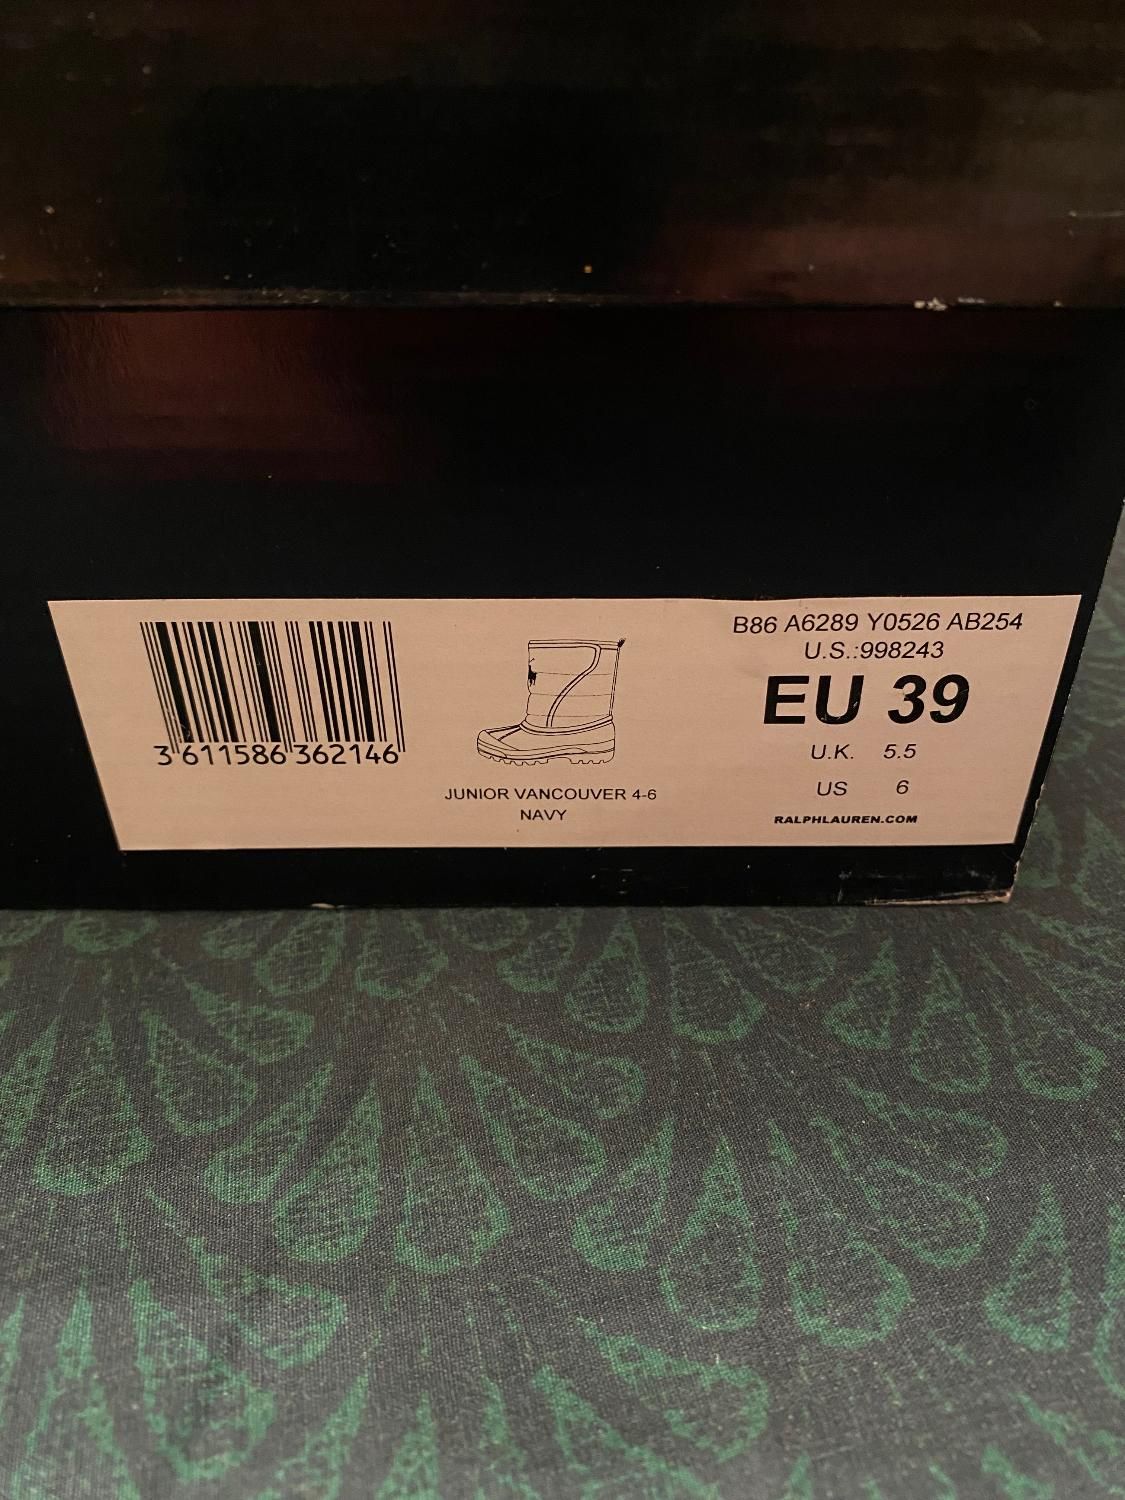 3 611586 362146
JUNIOR VANCOUVER 4-6
NAVY
B86 A6289 Y0526 AB254
U.S.:998243
EU 39
U.K. 5.5
US 6
RALPHLAUREN.COM